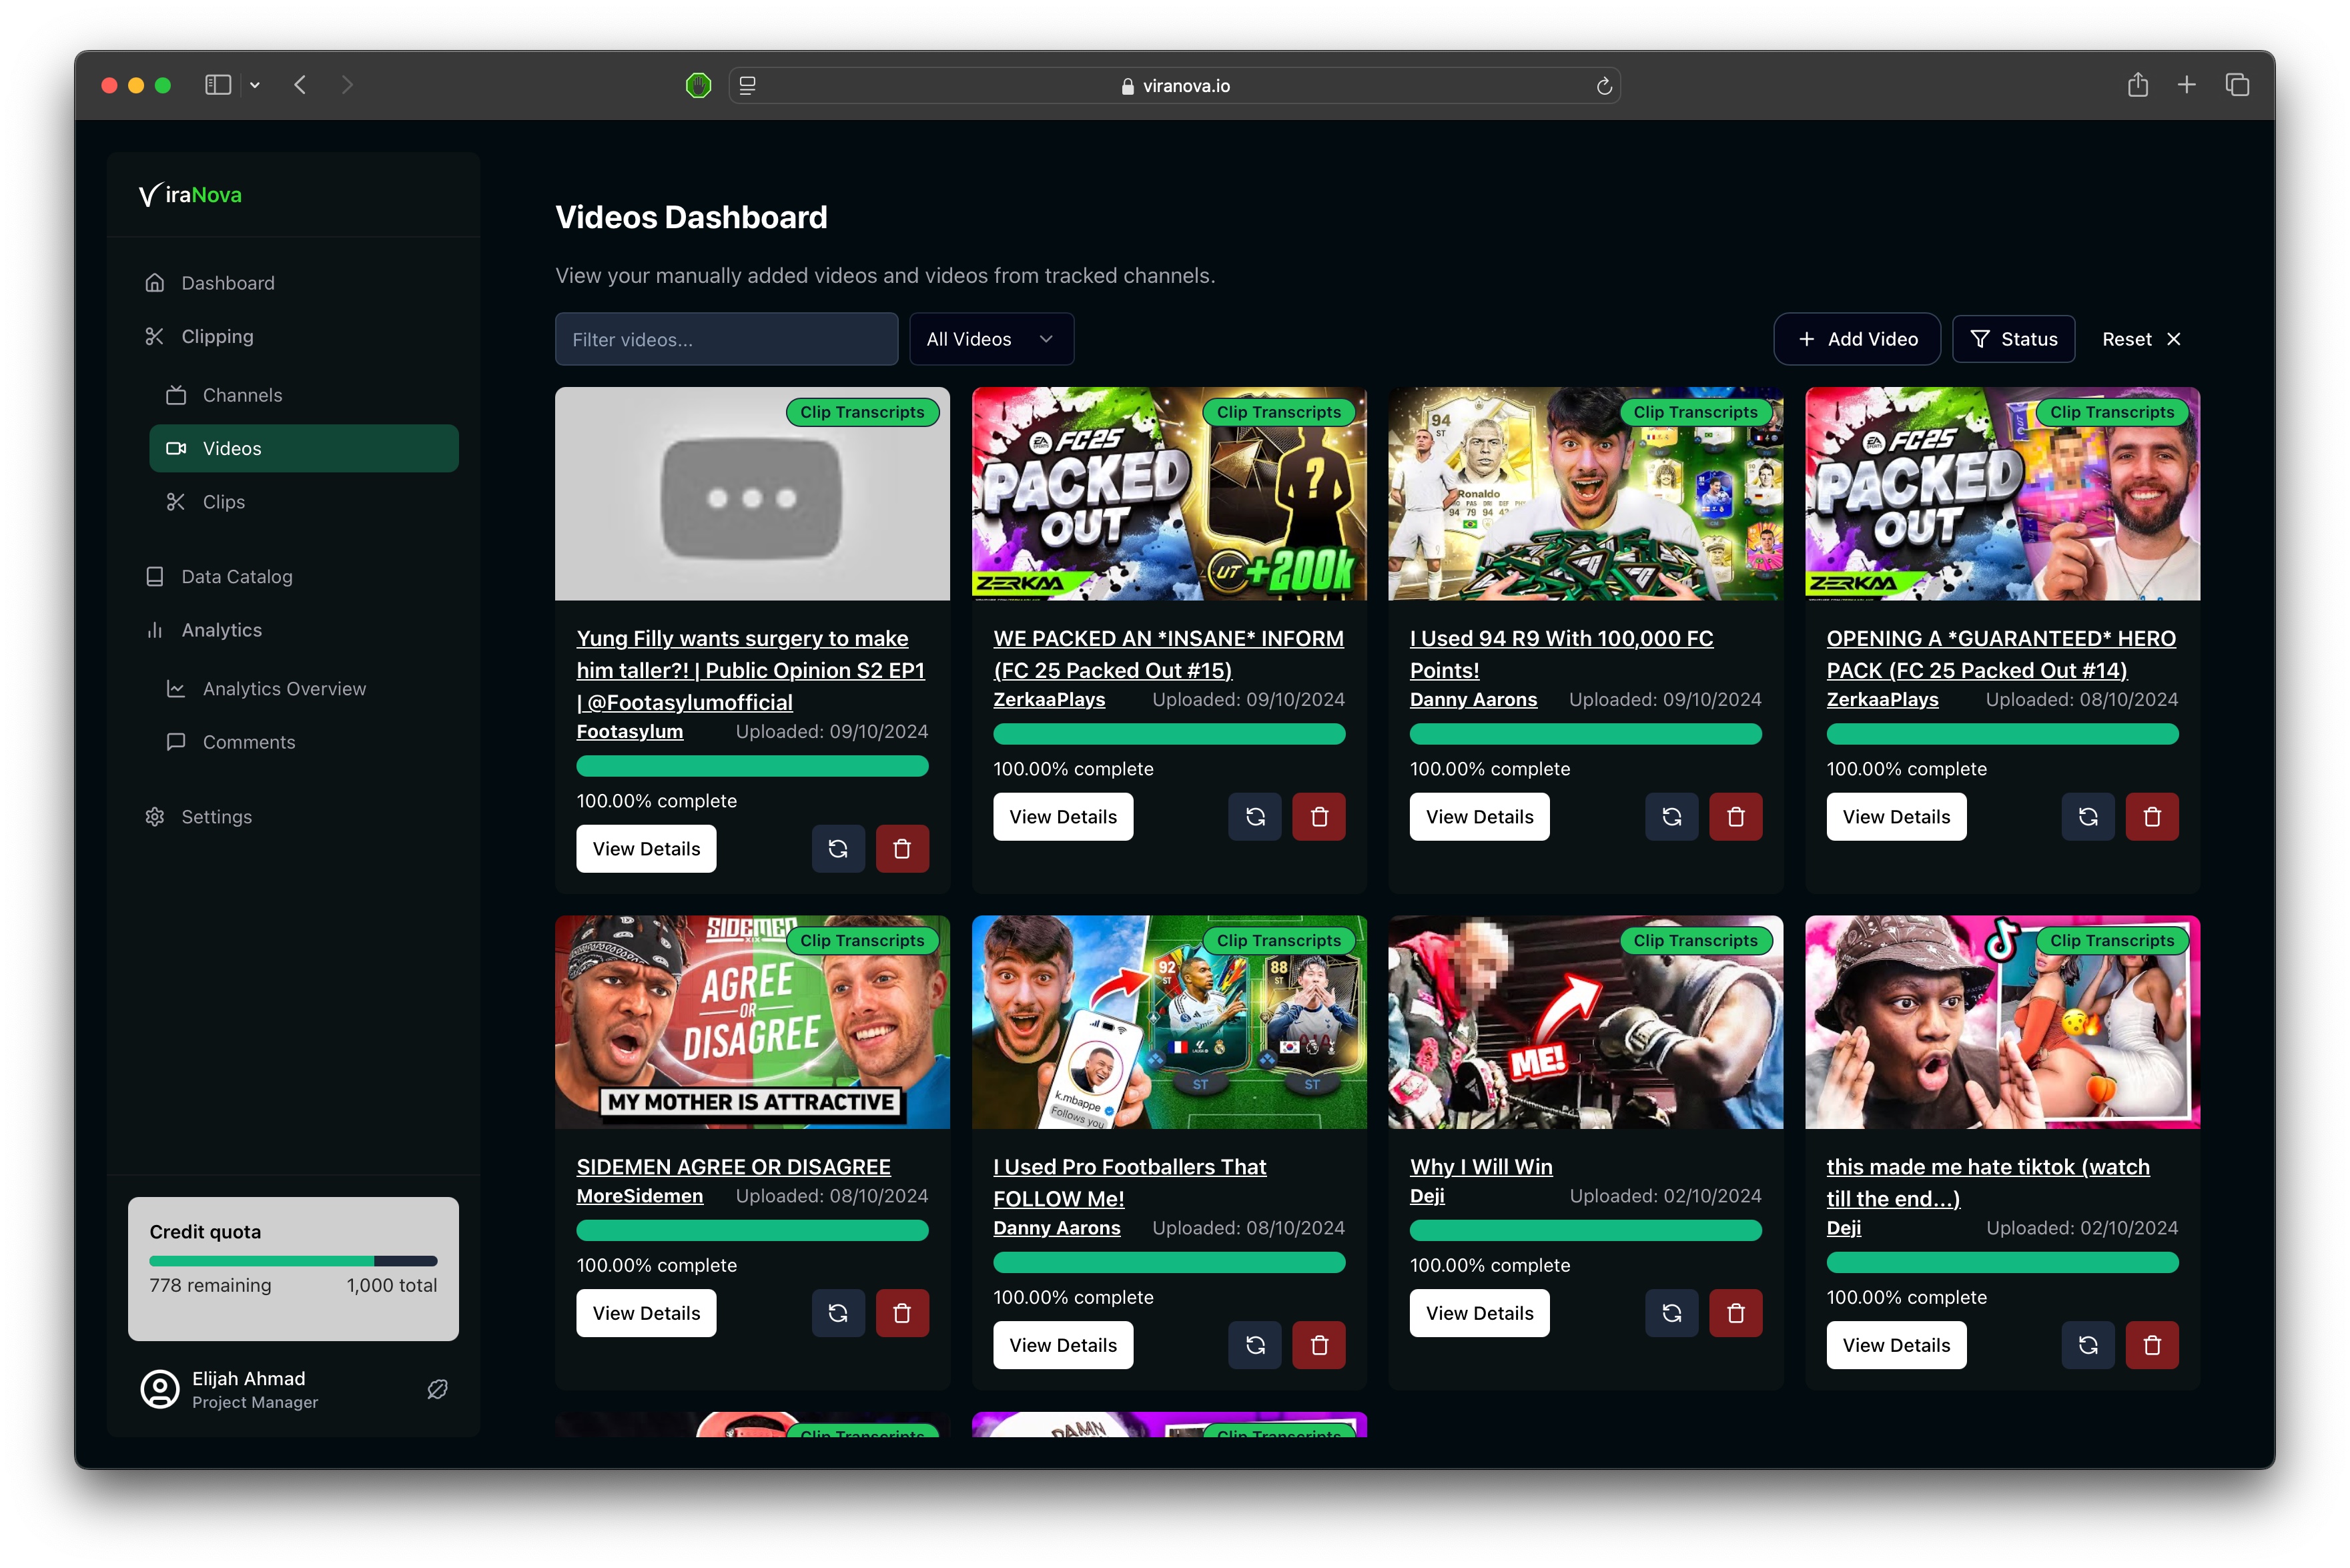 viranova.io
ViraNova
Dashboard
Clipping
Channels
Videos
Clips
Data Catalog
Analytics
Analytics Overview
Comments
Settings
Credit quota
778 remaining 1,000 total
Elijah Ahmad
Project Manager
Videos Dashboard
View your manually added videos and videos from tracked channels.
Filter videos...
All Videos
Add Video
Status
Reset
Clip Transcripts
Yung Filly wants surgery to make
him taller?! | Public Opinion S2 EP1
| @Footasylumofficial
Footasylum Uploaded: 09/10/2024
100.00% complete
View Details
Clip Transcripts
EA SPORTS FC25
PACKED
OUT
?
ZERKAA
UT +200k
WE PACKED AN *INSANE* INFORM
(FC 25 Packed Out #15)
ZerkaaPlays Uploaded: 09/10/2024
100.00% complete
View Details
Clip Transcripts
94
ST
Ronaldo
I Used 94 R9 With 100,000 FC
Points!
Danny Aarons Uploaded: 09/10/2024
100.00% complete
View Details
Clip Transcripts
EA SPORTS FC25
PACKED
OUT
ZERKAA
OPENING A *GUARANTEED* HERO
PACK (FC 25 Packed Out #14)
ZerkaaPlays Uploaded: 08/10/2024
100.00% complete
View Details
SIDEMEN
XIX
Clip Transcripts
AGREE
OR
DISAGREE
MY MOTHER IS ATTRACTIVE
SIDEMEN AGREE OR DISAGREE
MoreSidemen Uploaded: 08/10/2024
100.00% complete
View Details
Clip Transcripts
92
ST
88
ST
k.mbappe
Follows you
ST
ST
I Used Pro Footballers That
FOLLOW Me!
Danny Aarons Uploaded: 08/10/2024
100.00% complete
View Details
Clip Transcripts
ME!
Why I Will Win
Deji Uploaded: 02/10/2024
100.00% complete
View Details
Clip Transcripts
this made me hate tiktok (watch
till the end...)
Deji Uploaded: 02/10/2024
100.00% complete
View Details
Clip Transcripts
DAMN
Clip Transcripts